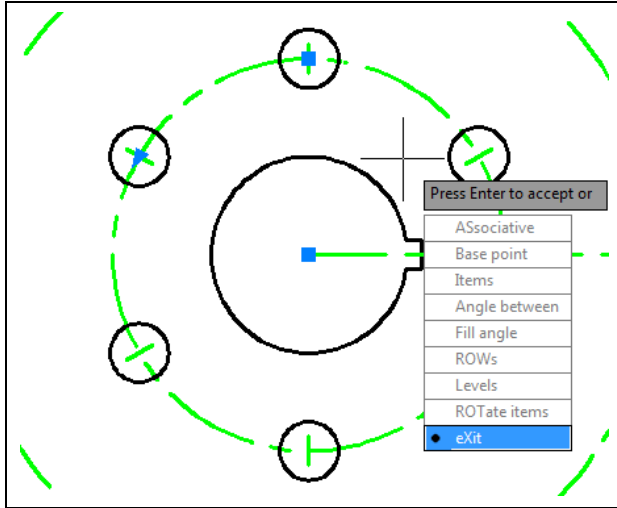 Press Enter to accept or
ASsociative
Base point
Items
Angle between
Fill angle
ROWs
Levels
ROTate items
eXit